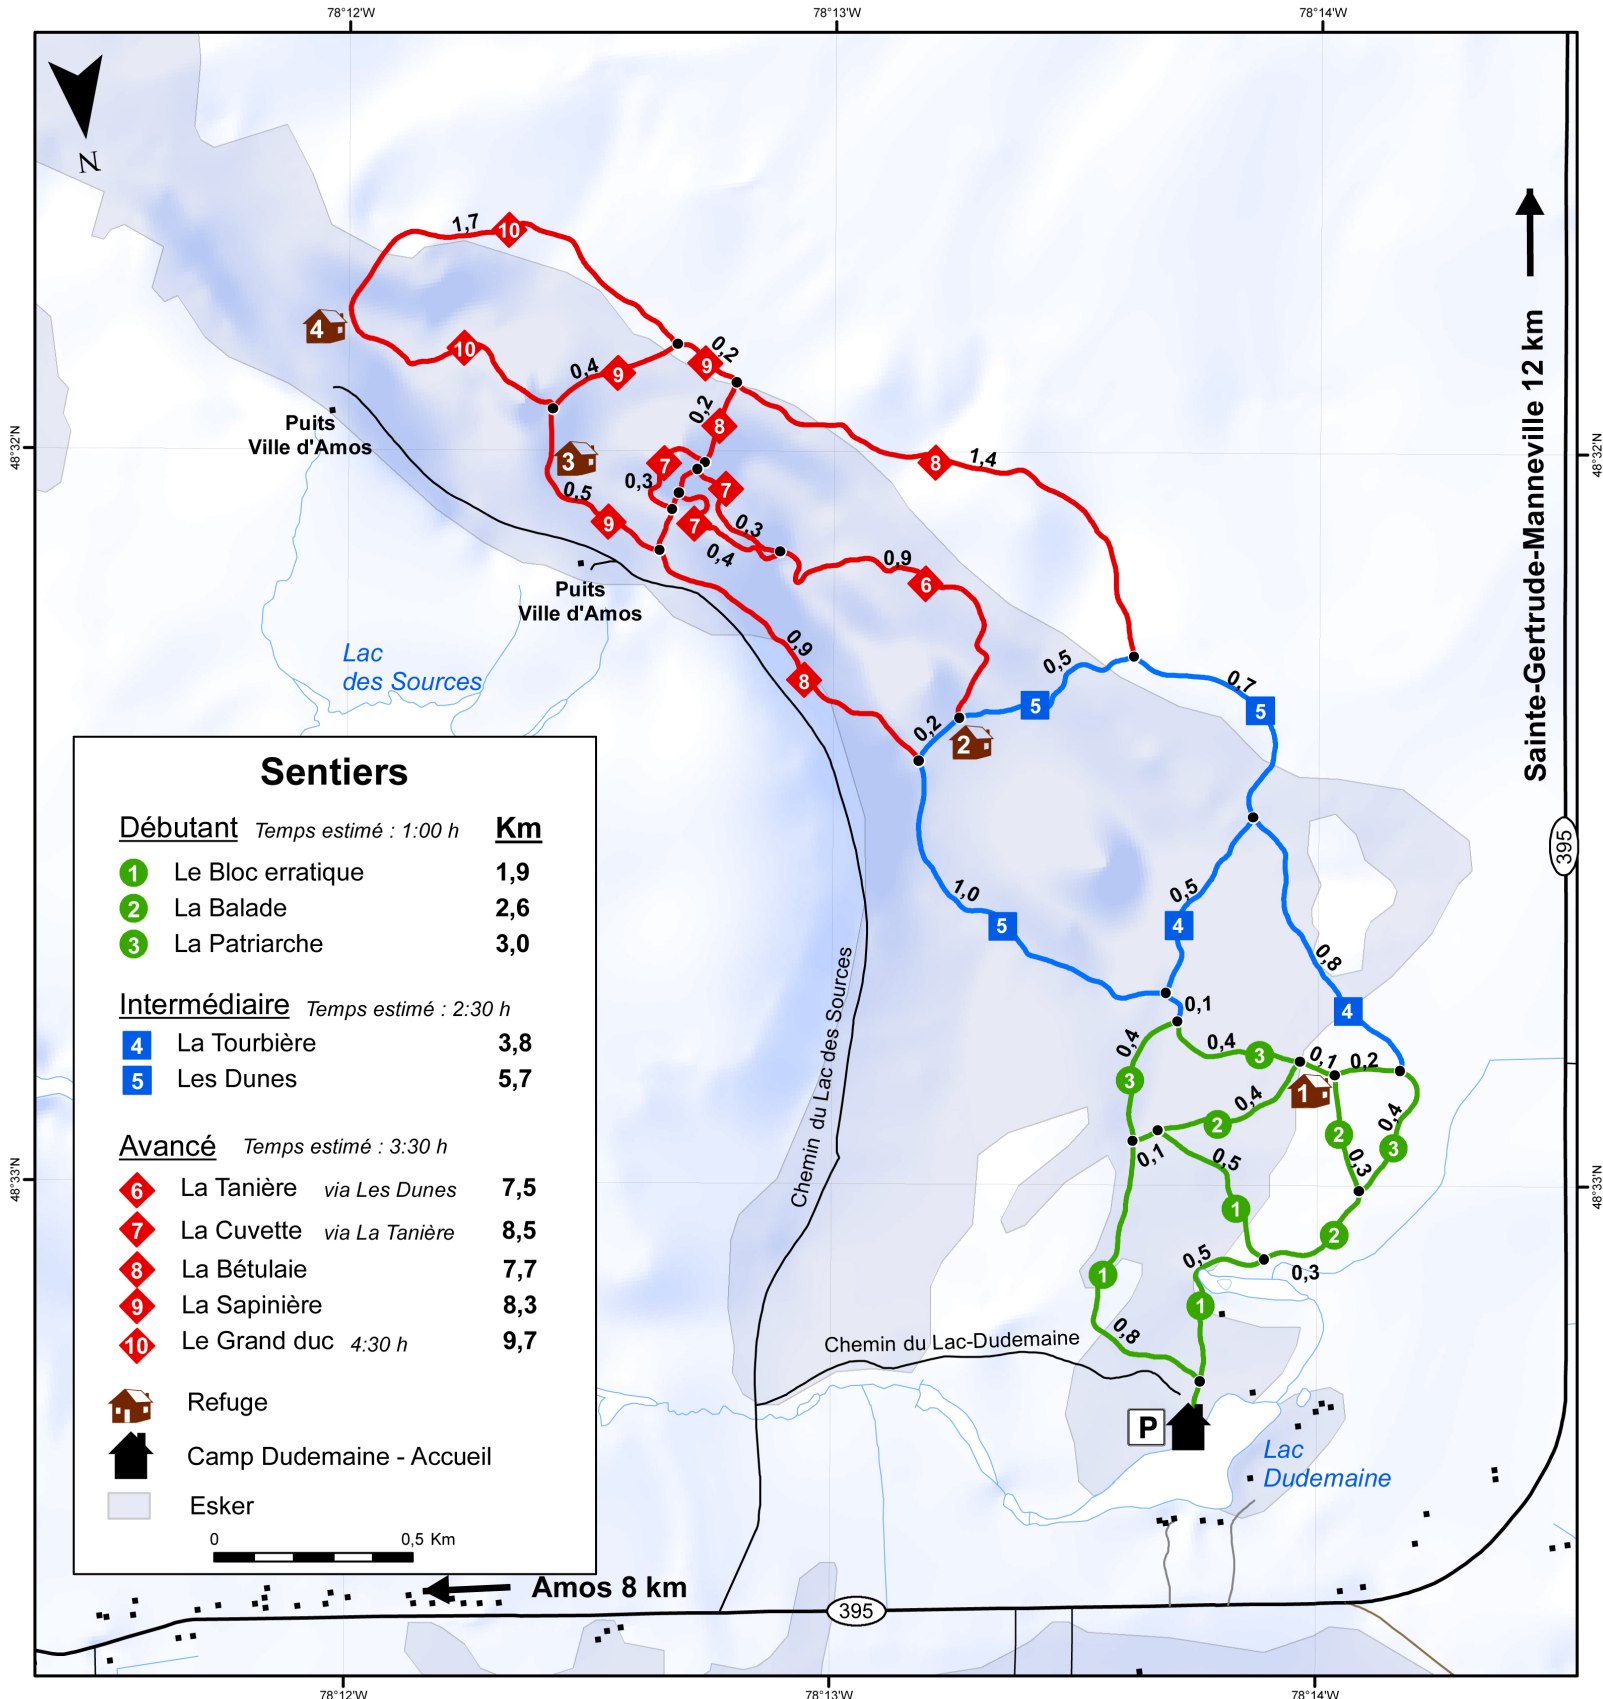 78°12'W
78°13'W
78°14'W
N
1,7
10
4
10
0,4
9
9
0,2
0,2
8
Puits
Ville d'Amos
48°32'N
48°32'N
3
0,5
9
7
0,3
7
7
0,3
0,4
8
1,4
0,9
6
Puits
Ville d'Amos
Lac
des Sources
0,9
8
0,2
2
0,5
5
0,7
5
Sainte-Gertrude-Manneville 12 km
395
1,0
5
0,5
4
0,8
4
0,1
0,4
3
0,4
3
0,1
0,2
1
0,4
2
0,1
0,5
1
2
0,3
0,4
3
2
0,3
0,5
1
1
0,8
48°33'N
48°33'N
Chemin du Lac des Sources
Chemin du Lac-Dudemaine
P
Lac
Dudemaine
Sentiers
Débutant Temps estimé : 1:00 h Km
1 Le Bloc erratique 1,9
2 La Balade 2,6
3 La Patriarche 3,0
Intermédiaire Temps estimé : 2:30 h
4 La Tourbière 3,8
5 Les Dunes 5,7
Avancé Temps estimé : 3:30 h
6 La Tanière via Les Dunes 7,5
7 La Cuvette via La Tanière 8,5
8 La Bétulaie 7,7
9 La Sapinière 8,3
10 Le Grand duc 4:30 h 9,7
Refuge
Camp Dudemaine - Accueil
Esker
0 0,5 Km
Amos 8 km
395
78°12'W
78°13'W
78°14'W